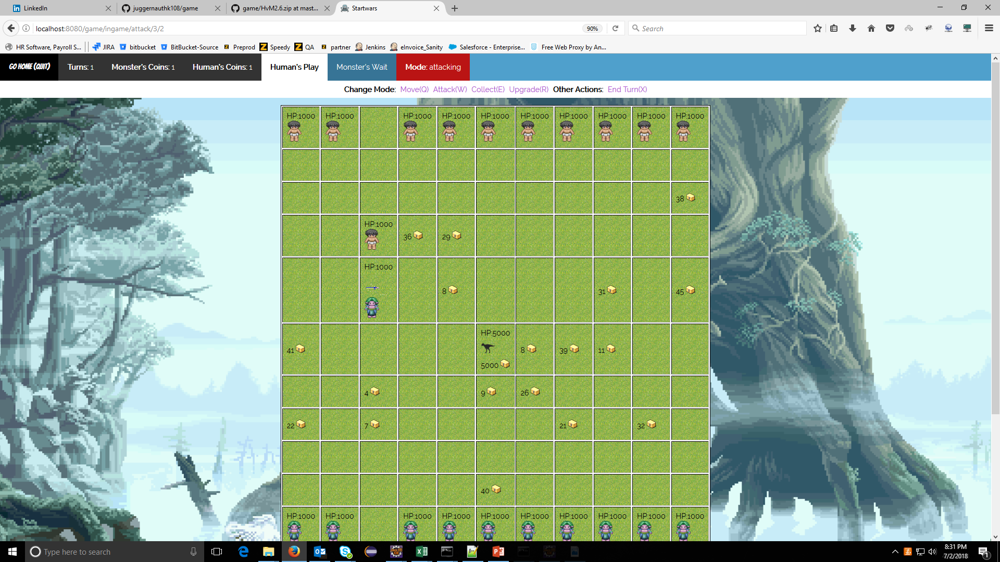 LinkedIn
juggernauthk108/game
game/HvM2.6.zip at mast...
Startwars
localhost:8080/game/ingame/attack/3/2
90%
Search
HR Software, Payroll S...
JIRA
bitbucket
BitBucket-Source
Preprod
Speedy
QA
partner
Jenkins
eInvoice_Sanity
Salesforce - Enterprise...
Free Web Proxy by An...
GO HOME (QUIT)
Turns: 1
Monster's Coins: 1
Human's Coins: 1
Human's Play
Monster's Wait
Mode: attacking
Change Mode: Move(Q) Attack(W) Collect(E) Upgrade(R) Other Actions: End Turn(X)
HP:1000 HP:1000 HP:1000 HP:1000 HP:1000 HP:1000 HP:1000 HP:1000 HP:1000 HP:1000
38
HP:1000
36 29
HP:1000
8 31 45
HP:5000
41 8 39 11
5000
4 9 26
22 7 21 32
40
HP:1000 HP:1000 HP:1000 HP:1000 HP:1000 HP:1000 HP:1000 HP:1000 HP:1000 HP:1000
Type here to search
8:31 PM
7/2/2018
1